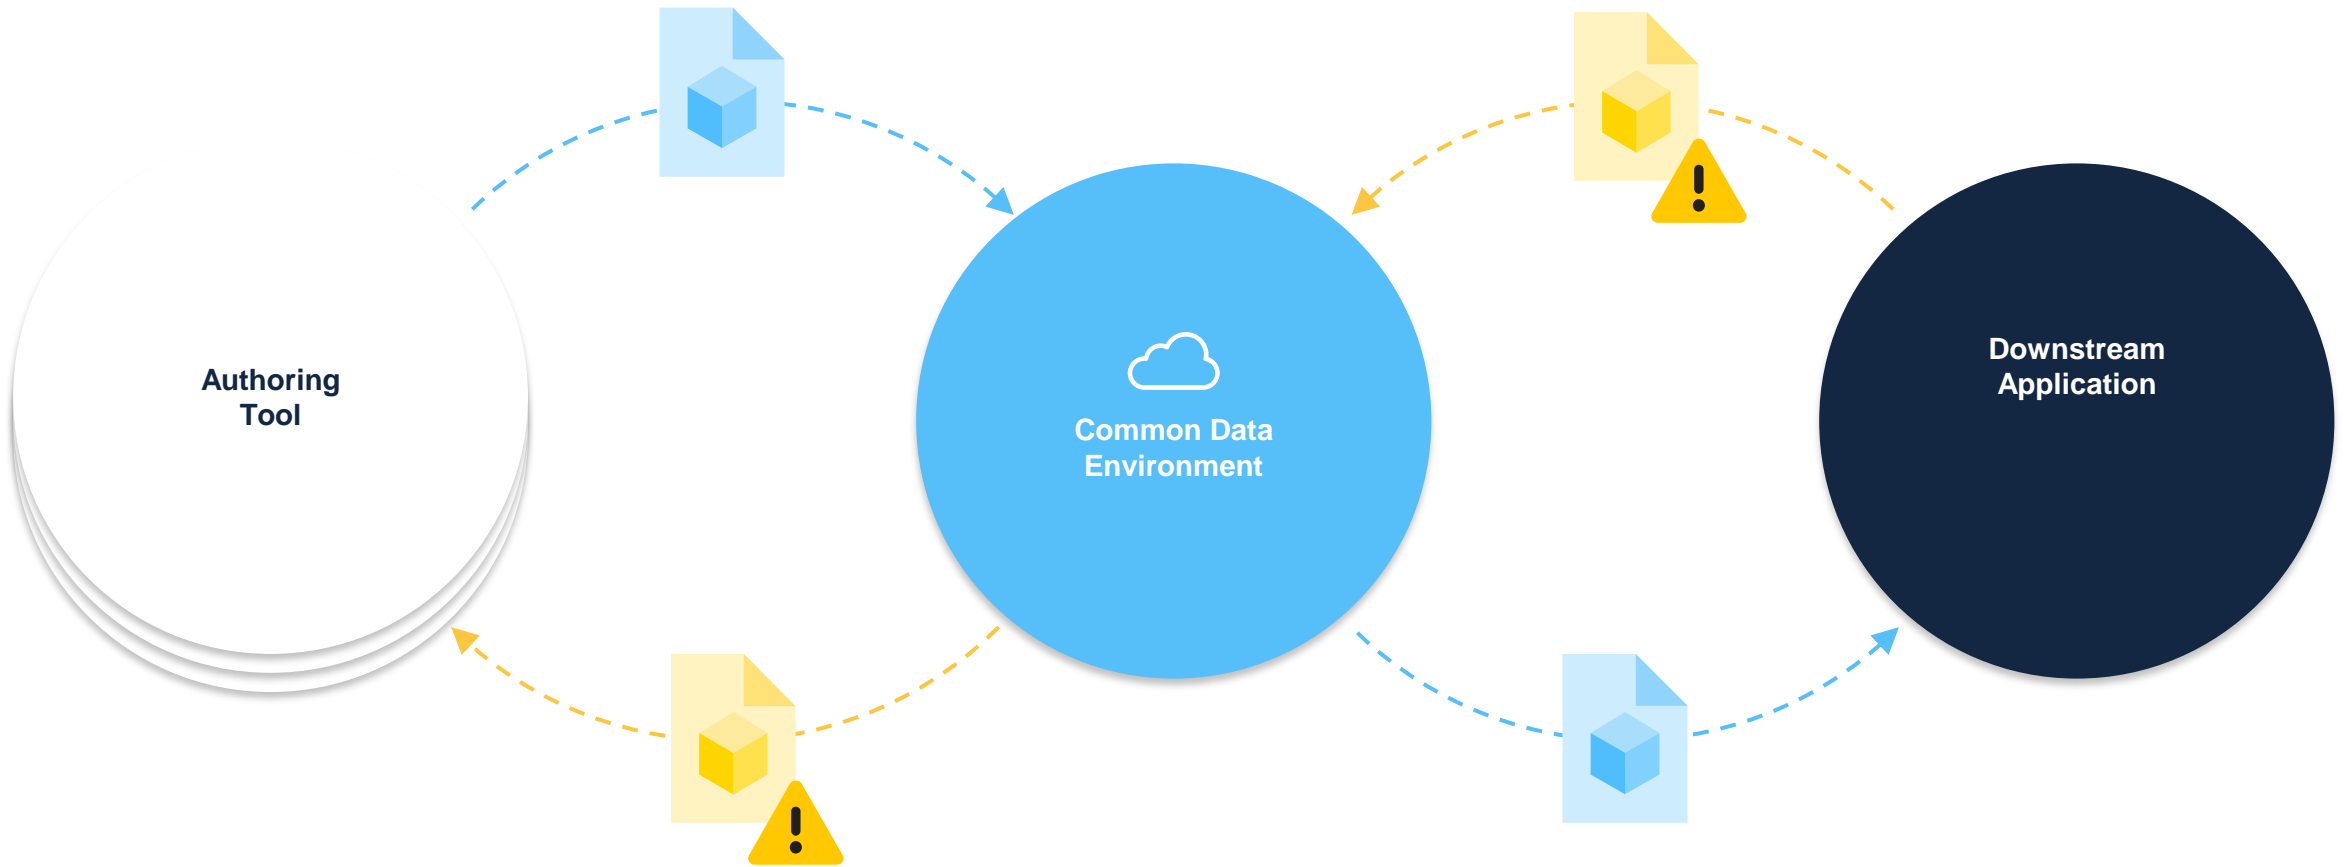 Authoring
Tool
Common Data
Environment
Downstream
Application